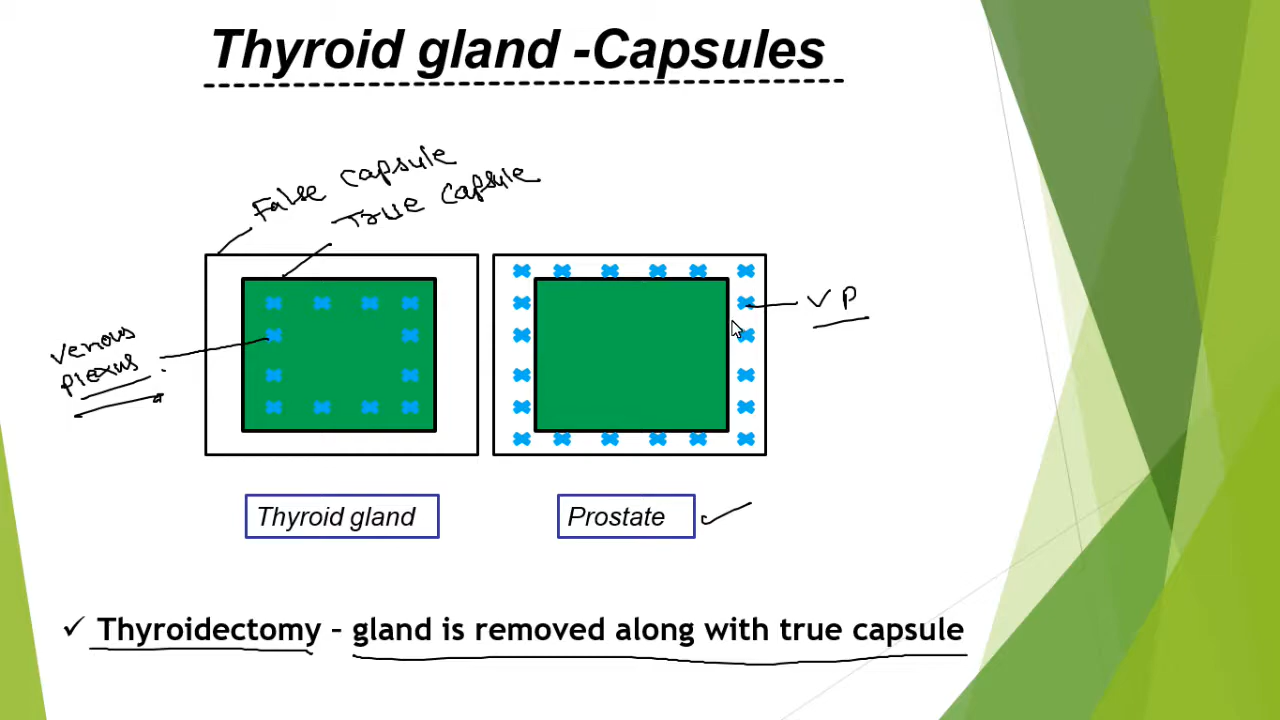 Thyroid gland -Capsules
False capsule
True capsule
Venous
plexus
VP
Thyroid gland
Prostate
✓ Thyroidectomy – gland is removed along with true capsule